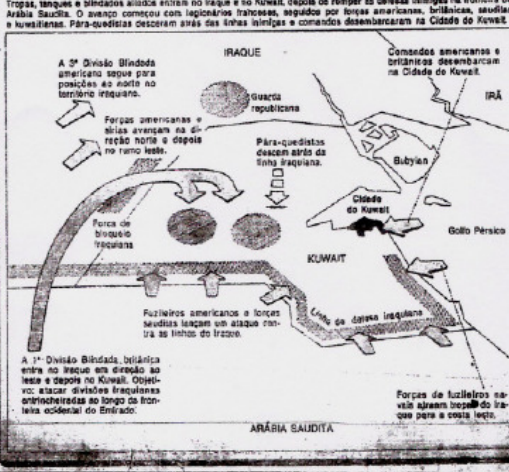 Tropas, tanques e blindados aliados entram no Iraque e no Kuwait, depois de romper as defesas inimigas na fronteira
Arábia Saudita. O avanço começou com legionários franceses, seguidos por forças americanas, britânicas, sauditas
e kuwaitianas. Pára-quedistas desceram atrás das linhas inimigas e comandos desembarcaram na Cidade do Kuwait
IRAQUE
Comandos americanos e
britânicos desembarcam
na Cidade do Kuwait.
A 3ª Divisão Blindada
americana segue para
posições ao norte no
território iraquiano.
Guarda
republicana
IRÃ
Forças americanas e
sírias avançam na di-
reção norte e depois
no rumo leste.
Pára-quedistas
descem atrás da
linha iraquiana.
Bubyian
Cidade
do Kuwait
Força de
bloqueio
iraquiana
Golfo Pérsico
KUWAIT
Linha de defesa iraquiana
Fuzileiros americanos e forças
sauditas lançam um ataque con-
tra as linhas do Iraque.
A 1ª Divisão Blindada britânica
entra no Iraque em direção ao
leste e depois no Kuwait. Objeti-
vo: atacar divisões iraquianas
entrincheiradas ao longo da fron-
teira ocidental do Emirado.
Forças de fuzileiros na-
vais atraem tropas do Ira-
que para a costa leste.
ARÁBIA SAUDITA